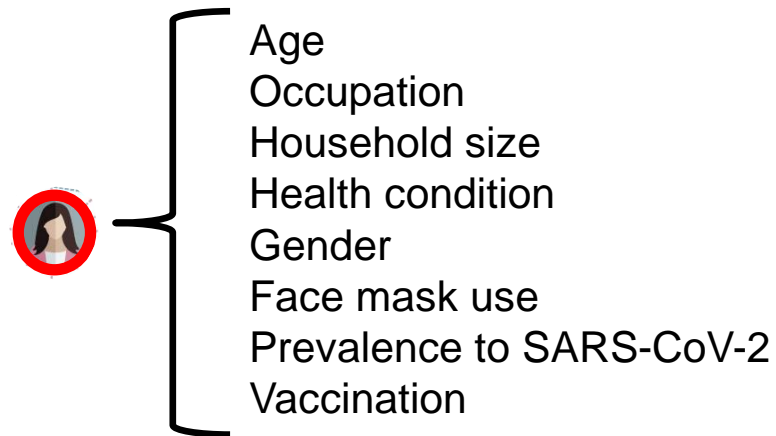 Age
Occupation
Household size
Health condition
Gender
Face mask use
Prevalence to SARS-CoV-2
Vaccination